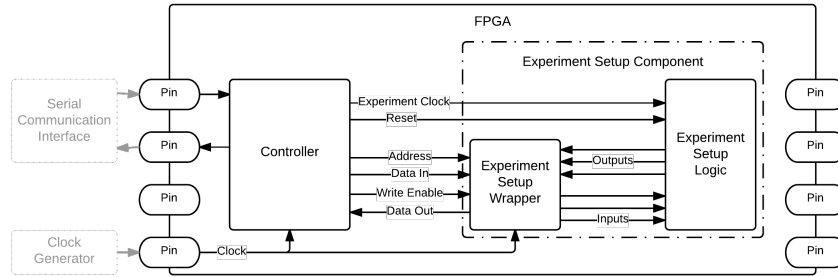 FPGA
Experiment Setup Component
Pin
Pin
Serial
Communication
Interface
Experiment Clock
Reset
Pin
Pin
Controller
Address
Data In
Write Enable
Data Out
Experiment
Setup
Wrapper
Outputs
Inputs
Experiment
Setup
Logic
Pin
Pin
Clock
Generator
Pin
Clock
Pin